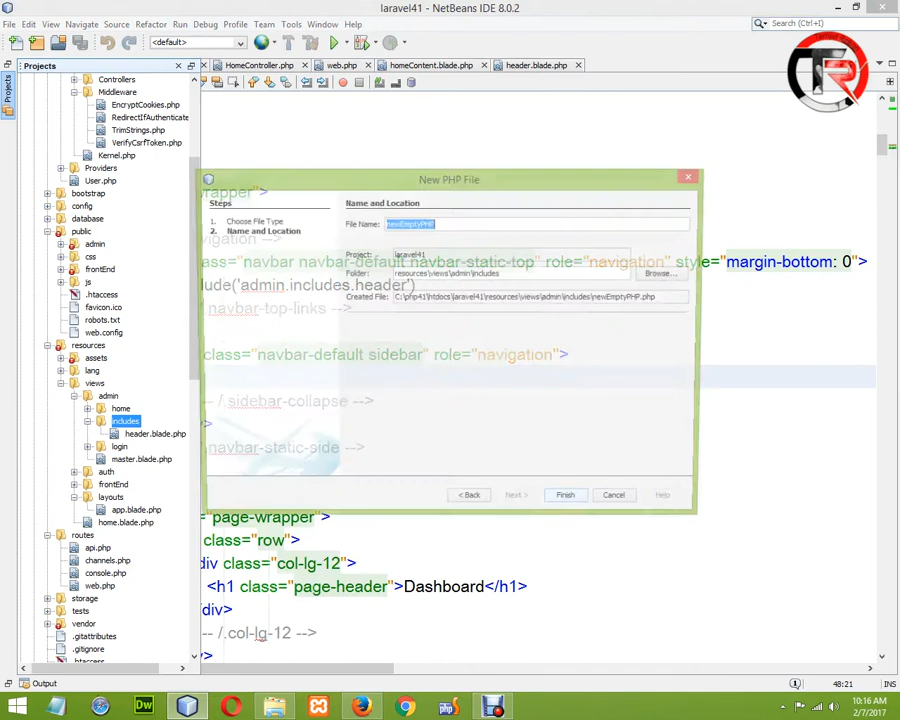 laravel41 - NetBeans IDE 8.0.2
File Edit View Navigate Source Refactor Run Debug Profile Team Tools Window Help
Search (Ctrl+I)
<default>
Projects
HomeController.php
web.php
homeContent.blade.php
header.blade.php
Projects
Controllers
Middleware
EncryptCookies.php
RedirectIfAuthenticate
TrimStrings.php
VerifyCsrfToken.php
Kernel.php
Providers
User.php
bootstrap
config
database
public
admin
css
frontEnd
js
.htaccess
favicon.ico
robots.txt
web.config
resources
assets
lang
views
admin
home
includes
header.blade.php
login
master.blade.php
auth
frontEnd
layouts
app.blade.php
home.blade.php
routes
api.php
channels.php
console.php
web.php
storage
tests
vendor
.gitattributes
.gitignore
.htaccess
New PHP File
Steps
1. Choose File Type
2. Name and Location
Name and Location
File Name: newEmptyPHP
Project: laravel41
Folder: resources\views\admin\includes
Browse...
Created File: C:\php41\htdocs\laravel41\resources\views\admin\includes\newEmptyPHP.php
< Back
Next >
Finish
Cancel
Help
rapper">
vigation -->
lass="navbar navbar-default navbar-static-top" role="navigation" style="margin-bottom: 0">
lude('admin.includes.header')
.navbar-top-links -->
class="navbar-default sidebar" role="navigation">
-- /.sidebar-collapse -->
>
.navbar-static-side -->
="page-wrapper">
class="row">
div class="col-lg-12">
<h1 class="page-header">Dashboard</h1>
/div>
-- /.col-lg-12 -->
>
Output
48:21
INS
TR
Dw
php
10:16 AM
2/7/2017